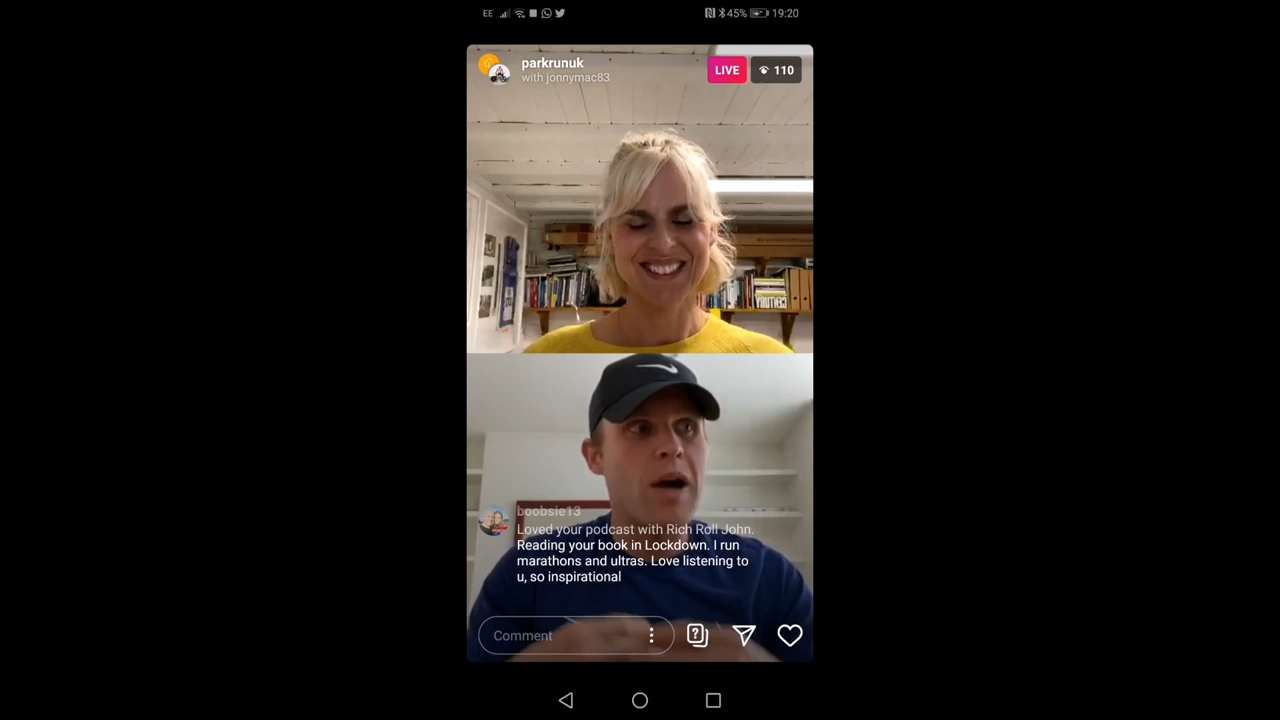 EE
45% 19:20
parkrunuk
with jonnymac83
LIVE
110
CENTURY
boobsie13
Loved your podcast with Rich Roll John.
Reading your book in Lockdown. I run
marathons and ultras. Love listening to
u, so inspirational
Comment
?